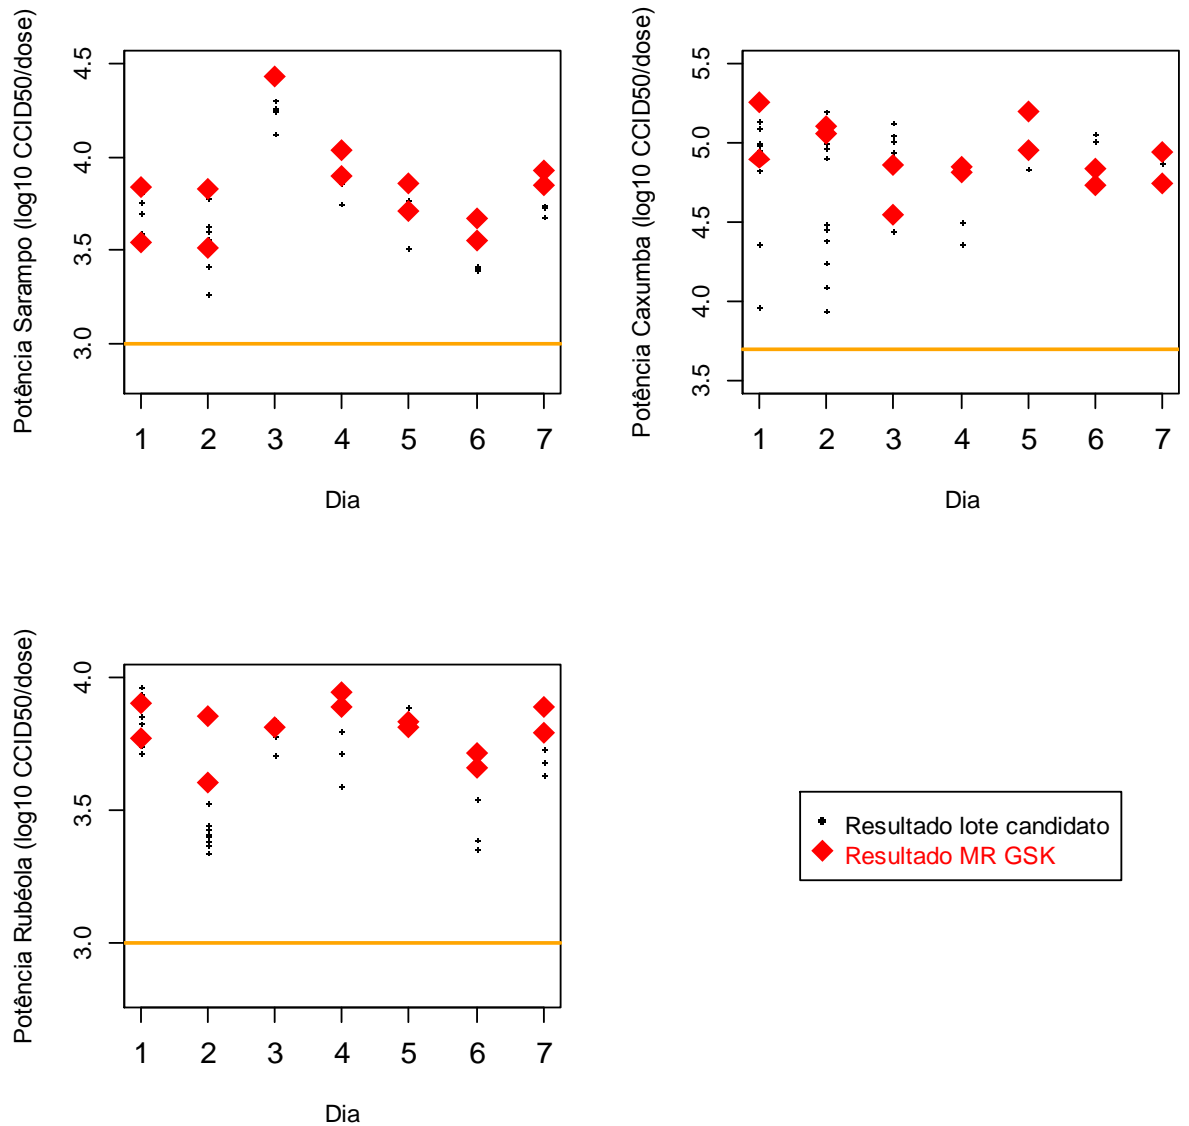 Potência Sarampo (log10 CCID50/dose)
4.5
4.0
3.5
3.0
1 2 3 4 5 6 7
Dia
Potência Caxumba (log10 CCID50/dose)
5.5
5.0
4.5
4.0
3.5
1 2 3 4 5 6 7
Dia
Potência Rubéola (log10 CCID50/dose)
4.0
3.5
3.0
1 2 3 4 5 6 7
Dia
Resultado lote candidato
Resultado MR GSK